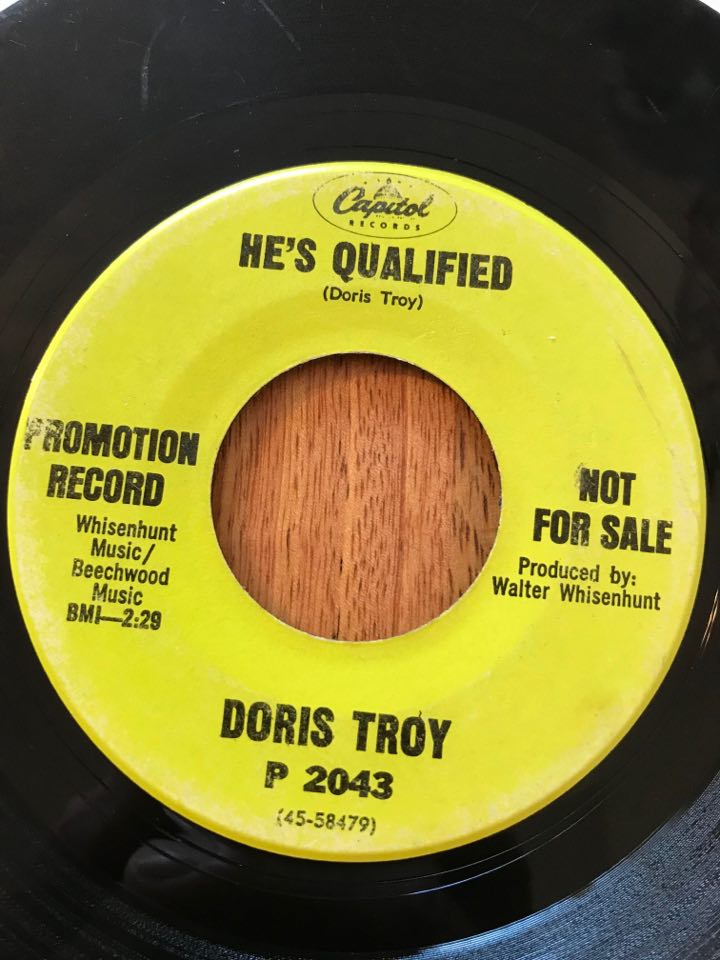 Capitol
RECORDS
HE'S QUALIFIED
(Doris Troy)
PROMOTION
RECORD
Whisenhunt
Music/
Beechwood
Music
BMI—2:29
NOT
FOR SALE
Produced by:
Walter Whisenhunt
DORIS TROY
P 2043
(45-58479)